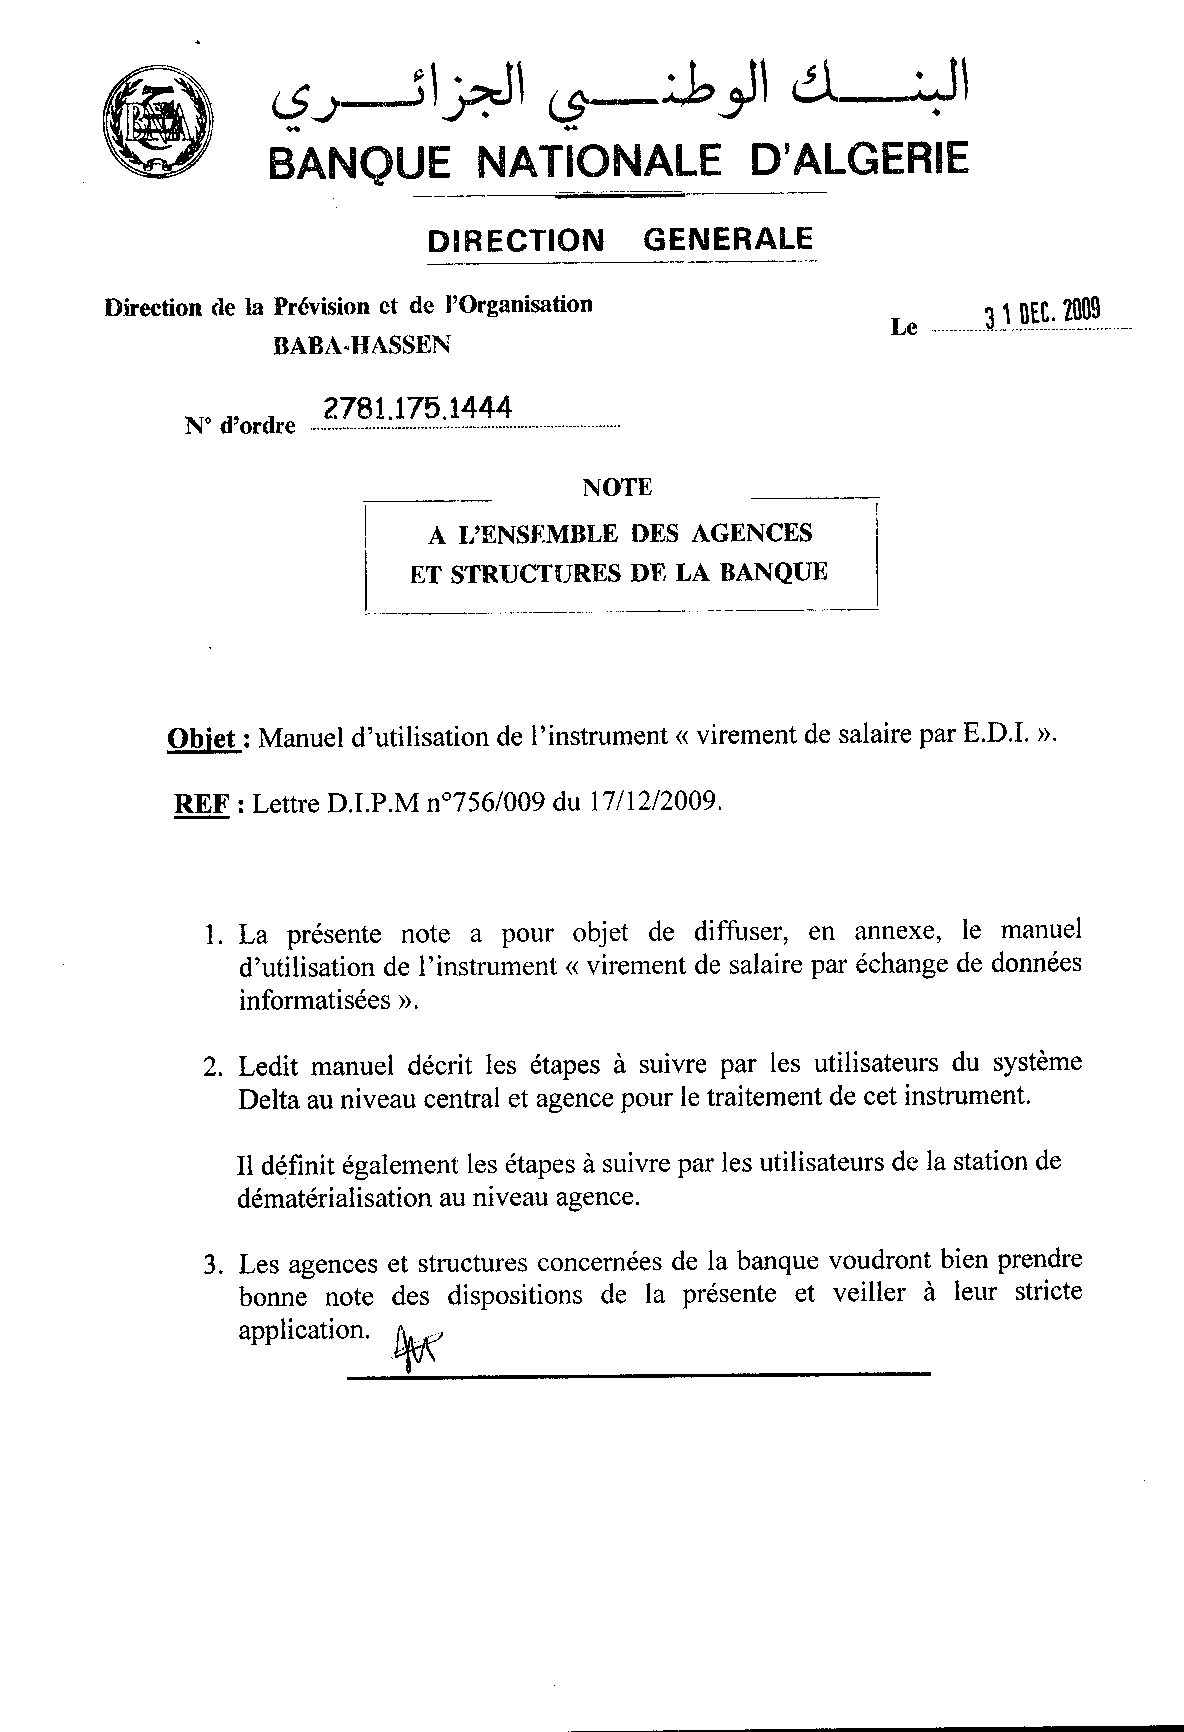 البنك الوطني الجزائري
BANQUE NATIONALE D'ALGERIE
DIRECTION GENERALE
Direction de la Prévision et de l'Organisation
BABA-HASSEN
Le 31 DEC. 2009
N° d'ordre 2781.175.1444
NOTE
A L'ENSEMBLE DES AGENCES
ET STRUCTURES DE LA BANQUE
Objet : Manuel d'utilisation de l'instrument « virement de salaire par E.D.I. ».
REF : Lettre D.I.P.M n°756/009 du 17/12/2009.
1. La présente note a pour objet de diffuser, en annexe, le manuel
d'utilisation de l'instrument « virement de salaire par échange de données
informatisées ».
2. Ledit manuel décrit les étapes à suivre par les utilisateurs du système
Delta au niveau central et agence pour le traitement de cet instrument.
Il définit également les étapes à suivre par les utilisateurs de la station de
dématérialisation au niveau agence.
3. Les agences et structures concernées de la banque voudront bien prendre
bonne note des dispositions de la présente et veiller à leur stricte
application.